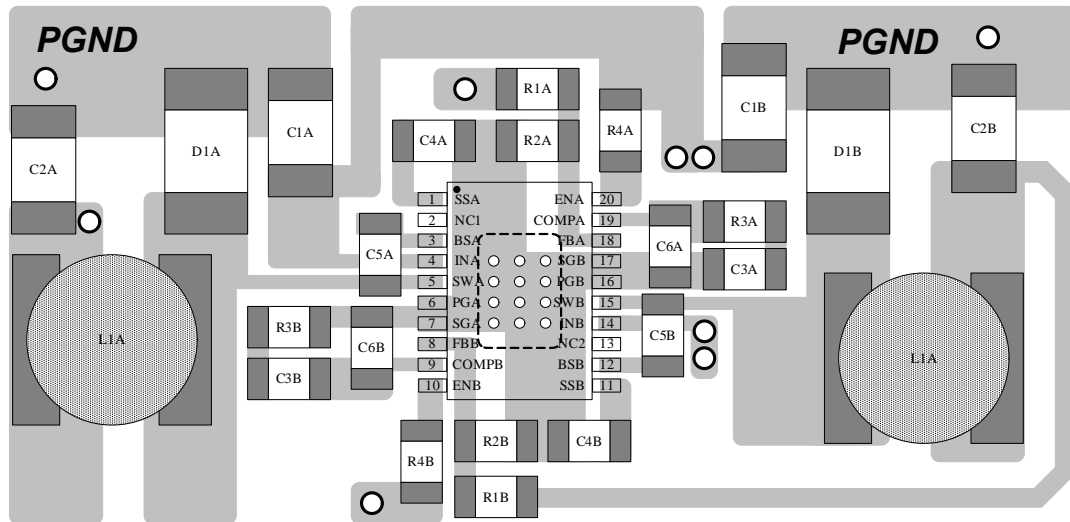 PGND
PGND
R1A
C1A
C1B
C2A
D1A
C4A
R2A
R4A
D1B
C2B
1 SSA ENA 20
2 NC1 COMPA 19
3 BSA FBA 18
4 INA SGB 17
5 SWA PGB 16
6 PGA SWB 15
7 SGA INB 14
8 FBB NC2 13
9 COMPB BSB 12
10 ENB SSB 11
C5A
C6A
R3A
C3A
R3B
C6B
C3B
C5B
L1A
L1A
R4B
R2B
C4B
R1B